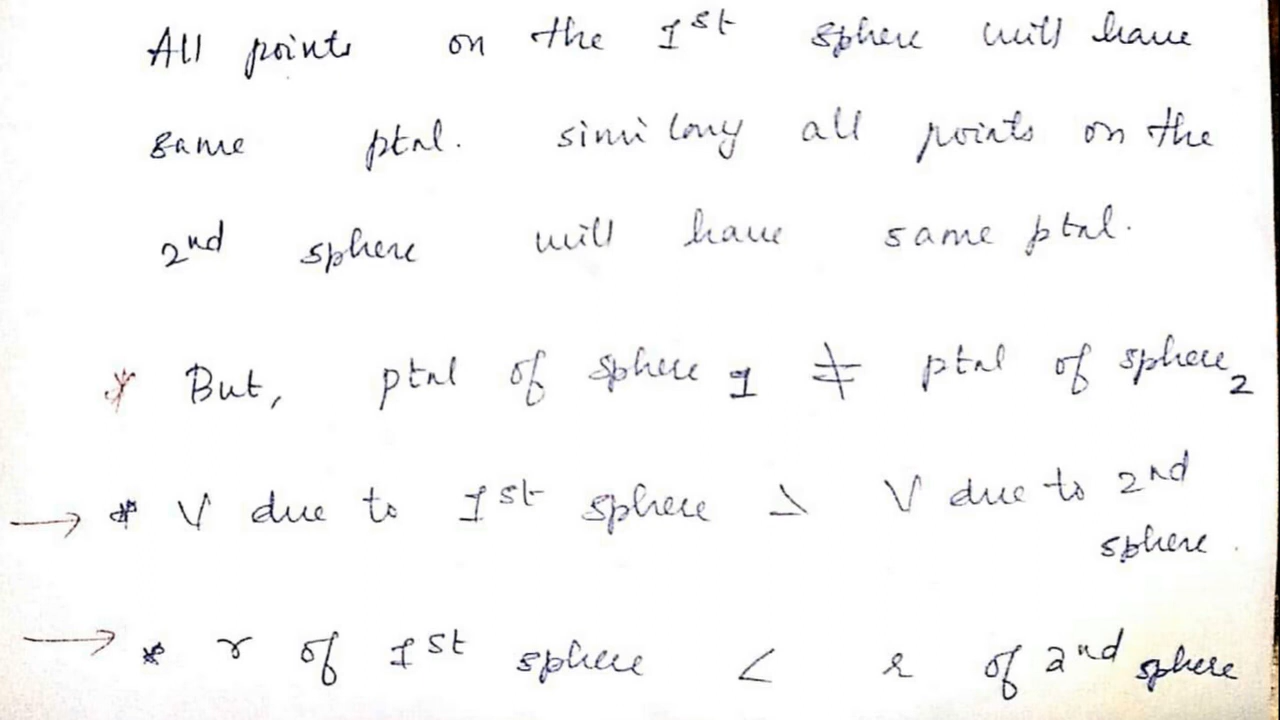 All points on the 1st sphere will have
same ptnl. similarly all points on the
2nd sphere will have same ptnl.
* But, ptnl of sphere 1 ≠ ptnl of sphere 2
→ * V due to 1st sphere > V due to 2nd
sphere.
→ * r of 1st sphere < r of 2nd sphere